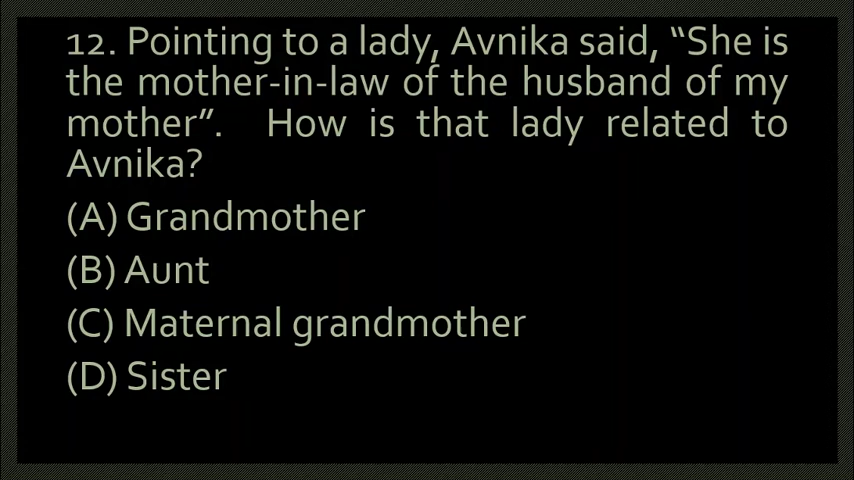 12. Pointing to a lady, Avnika said, “She is
the mother-in-law of the husband of my
mother”. How is that lady related to
Avnika?
(A) Grandmother
(B) Aunt
(C) Maternal grandmother
(D) Sister